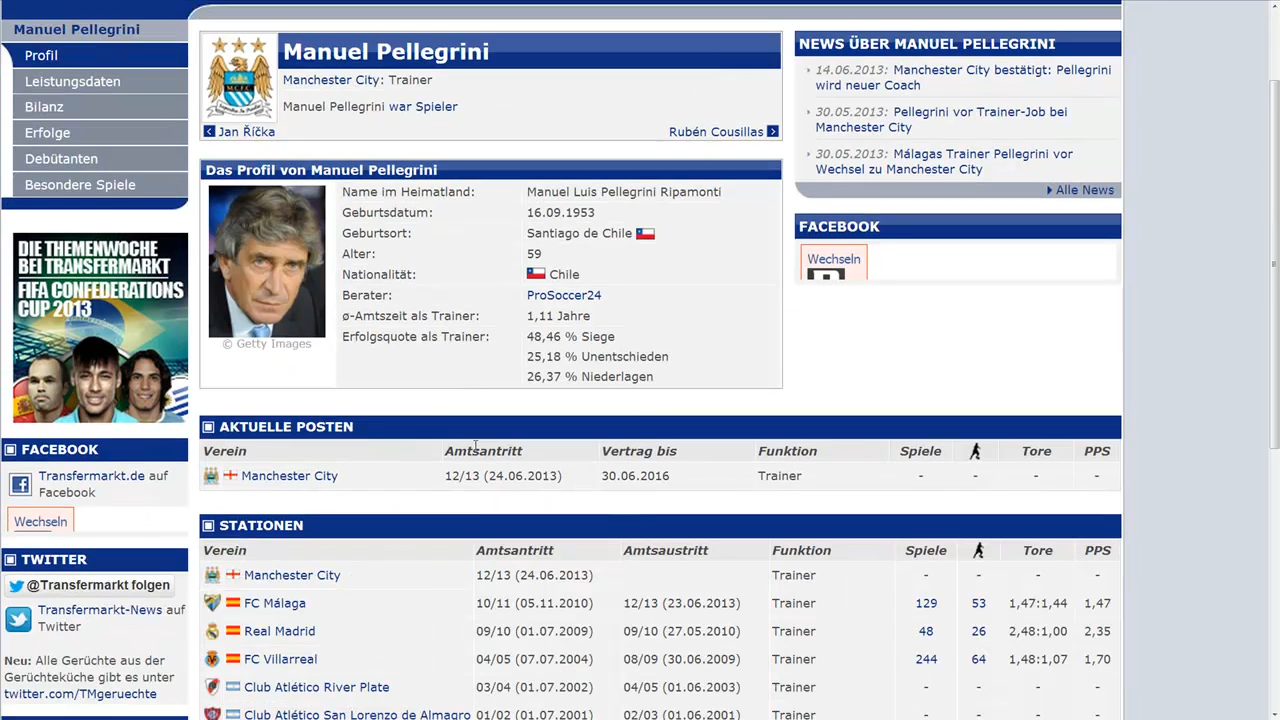 Manuel Pellegrini
Profil
Leistungsdaten
Bilanz
Erfolge
Debütanten
Besondere Spiele
DIE THEMENWOCHE
BEI TRANSFERMARKT
FIFA CONFEDERATIONS
CUP 2013
FACEBOOK
Transfermarkt.de auf
Facebook
Wechseln
TWITTER
@Transfermarkt folgen
Transfermarkt-News auf
Twitter
Neu: Alle Gerüchte aus der
Gerüchteküche gibt es unter
twitter.com/TMgeruechte
Manuel Pellegrini
Manchester City: Trainer
Manuel Pellegrini war Spieler
Jan Říčka Rubén Cousillas
Das Profil von Manuel Pellegrini
© Getty Images
Name im Heimatland: Manuel Luis Pellegrini Ripamonti
Geburtsdatum: 16.09.1953
Geburtsort: Santiago de Chile
Alter: 59
Nationalität: Chile
Berater: ProSoccer24
ø-Amtszeit als Trainer: 1,11 Jahre
Erfolgsquote als Trainer: 48,46 % Siege
25,18 % Unentschieden
26,37 % Niederlagen
NEWS ÜBER MANUEL PELLEGRINI
14.06.2013: Manchester City bestätigt: Pellegrini
wird neuer Coach
30.05.2013: Pellegrini vor Trainer-Job bei
Manchester City
30.05.2013: Málagas Trainer Pellegrini vor
Wechsel zu Manchester City
Alle News
FACEBOOK
Wechseln
AKTUELLE POSTEN
Verein Amtsantritt Vertrag bis Funktion Spiele Tore PPS
Manchester City 12/13 (24.06.2013) 30.06.2016 Trainer - - - -
STATIONEN
Verein Amtsantritt Amtsaustritt Funktion Spiele Tore PPS
Manchester City 12/13 (24.06.2013) Trainer - - - -
FC Málaga 10/11 (05.11.2010) 12/13 (23.06.2013) Trainer 129 53 1,47:1,44 1,47
Real Madrid 09/10 (01.07.2009) 09/10 (27.05.2010) Trainer 48 26 2,48:1,00 2,35
FC Villarreal 04/05 (07.07.2004) 08/09 (30.06.2009) Trainer 244 64 1,48:1,07 1,70
Club Atlético River Plate 03/04 (01.07.2002) 04/05 (01.06.2003) Trainer - - - -
Club Atlético San Lorenzo de Almagro 01/02 (01.07.2001) 02/03 (01.06.2002) Trainer - - - -